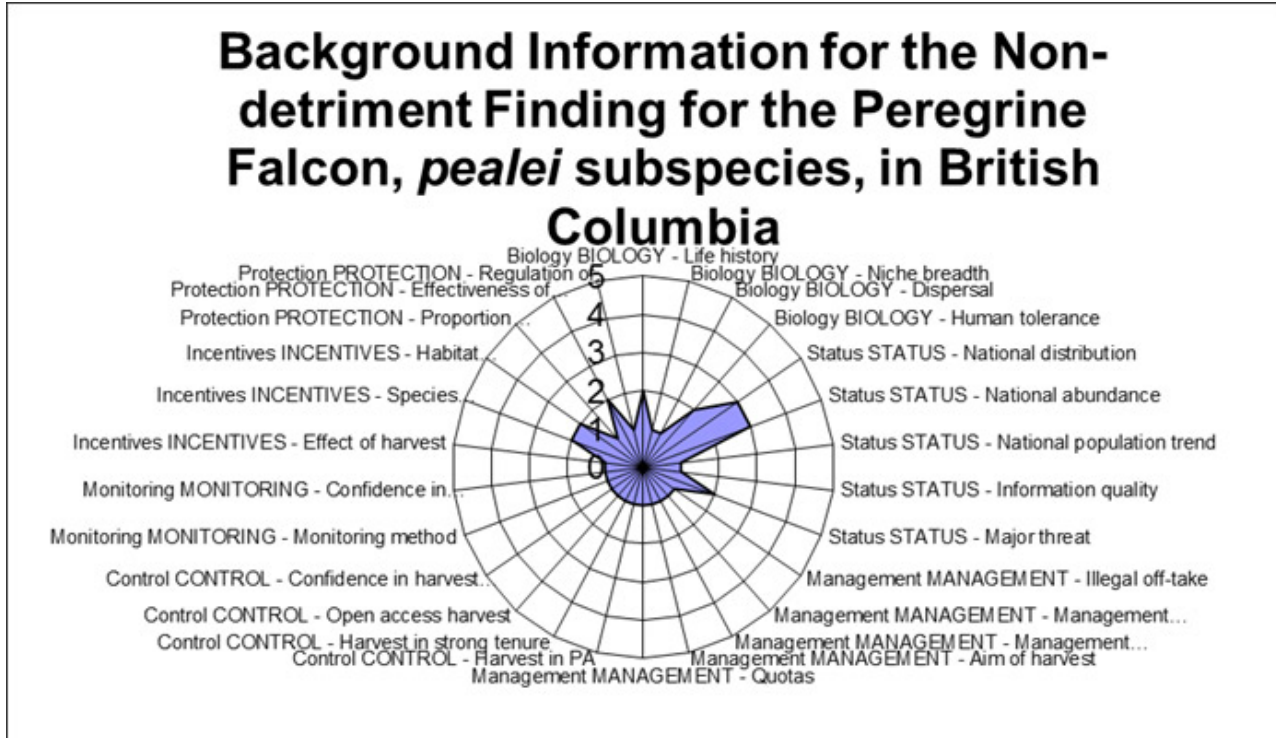 Background Information for the Non-
detriment Finding for the Peregrine
Falcon, pealei subspecies, in British
Columbia
Biology BIOLOGY - Life history
Protection PROTECTION - Regulation of
Biology BIOLOGY - Niche breadth
Protection PROTECTION - Effectiveness of...
Biology BIOLOGY - Dispersal
Protection PROTECTION - Proportion...
Biology BIOLOGY - Human tolerance
Incentives INCENTIVES - Habitat...
Status STATUS - National distribution
Incentives INCENTIVES - Species...
Status STATUS - National abundance
Incentives INCENTIVES - Effect of harvest
Status STATUS - National population trend
Monitoring MONITORING - Confidence in...
Status STATUS - Information quality
Monitoring MONITORING - Monitoring method
Status STATUS - Major threat
Control CONTROL - Confidence in harvest...
Management MANAGEMENT - Illegal off-take
Control CONTROL - Open access harvest
Management MANAGEMENT - Management...
Control CONTROL - Harvest in strong tenure
Management MANAGEMENT - Management...
Control CONTROL - Harvest in PA
Management MANAGEMENT - Aim of harvest
Management MANAGEMENT - Quotas
5
4
3
2
1
0